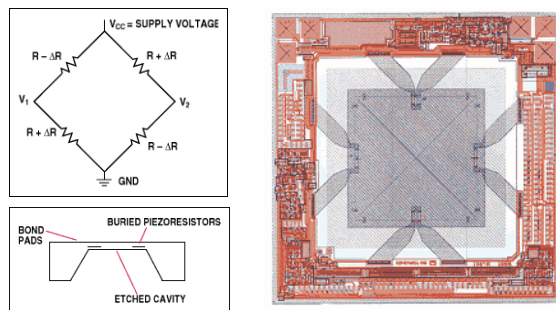 V_CC = SUPPLY VOLTAGE
R – ΔR
R + ΔR
V_1
V_2
R + ΔR
R – ΔR
GND
BURIED PIEZORESISTORS
BOND
PADS
ETCHED CAVITY